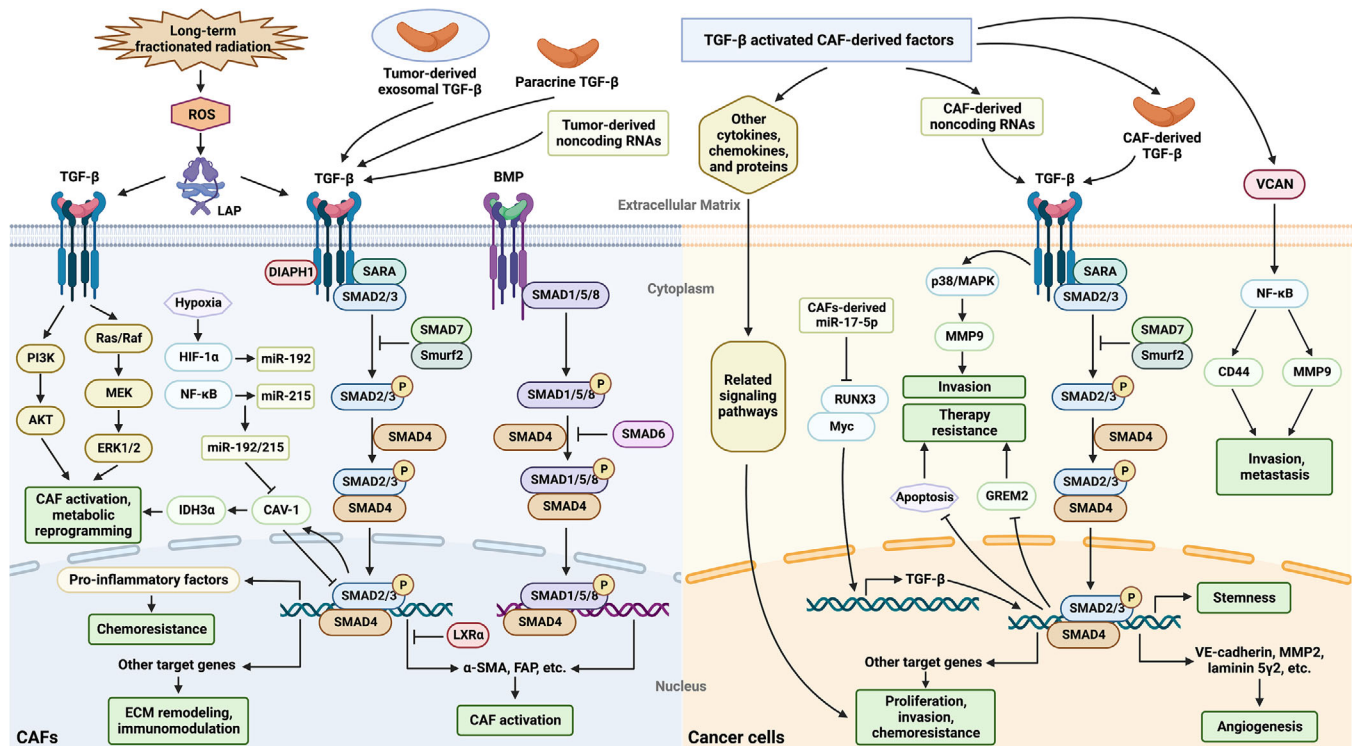 Long-term
fractionated radiation
ROS
LAP
TGF-β
Tumor-derived
exosomal TGF-β
Paracrine TGF-β
Tumor-derived
noncoding RNAs
TGF-β
BMP
DIAPH1
SARA
SMAD2/3
SMAD1/5/8
SMAD7
Smurf2
Hypoxia
HIF-1α
miR-192
NF-κB
miR-215
miR-192/215
PI3K
AKT
Ras/Raf
MEK
ERK1/2
CAF activation,
metabolic
reprogramming
IDH3α
CAV-1
SMAD2/3
P
SMAD4
SMAD2/3
P
SMAD4
SMAD1/5/8
P
SMAD4
SMAD6
SMAD1/5/8
P
SMAD4
Pro-inflammatory factors
Chemoresistance
SMAD2/3
P
SMAD4
SMAD1/5/8
P
SMAD4
LXRα
Other target genes
α-SMA, FAP, etc.
ECM remodeling,
immunomodulation
CAF activation
CAFs
Extracellular Matrix
Cytoplasm
Nucleus
TGF-β activated CAF-derived factors
Other
cytokines,
chemokines,
and proteins
CAF-derived
noncoding RNAs
CAF-derived
TGF-β
TGF-β
VCAN
SARA
SMAD2/3
p38/MAPK
MMP9
Invasion
Therapy
resistance
CAFs-derived
miR-17-5p
RUNX3
Myc
Related
signaling
pathways
SMAD7
Smurf2
SMAD2/3
P
SMAD4
SMAD2/3
P
SMAD4
NF-κB
CD44
MMP9
Invasion,
metastasis
Apoptosis
GREM2
TGF-β
SMAD2/3
P
SMAD4
Stemness
Other target genes
VE-cadherin, MMP2,
laminin 5γ2, etc.
Proliferation,
invasion,
chemoresistance
Angiogenesis
Cancer cells